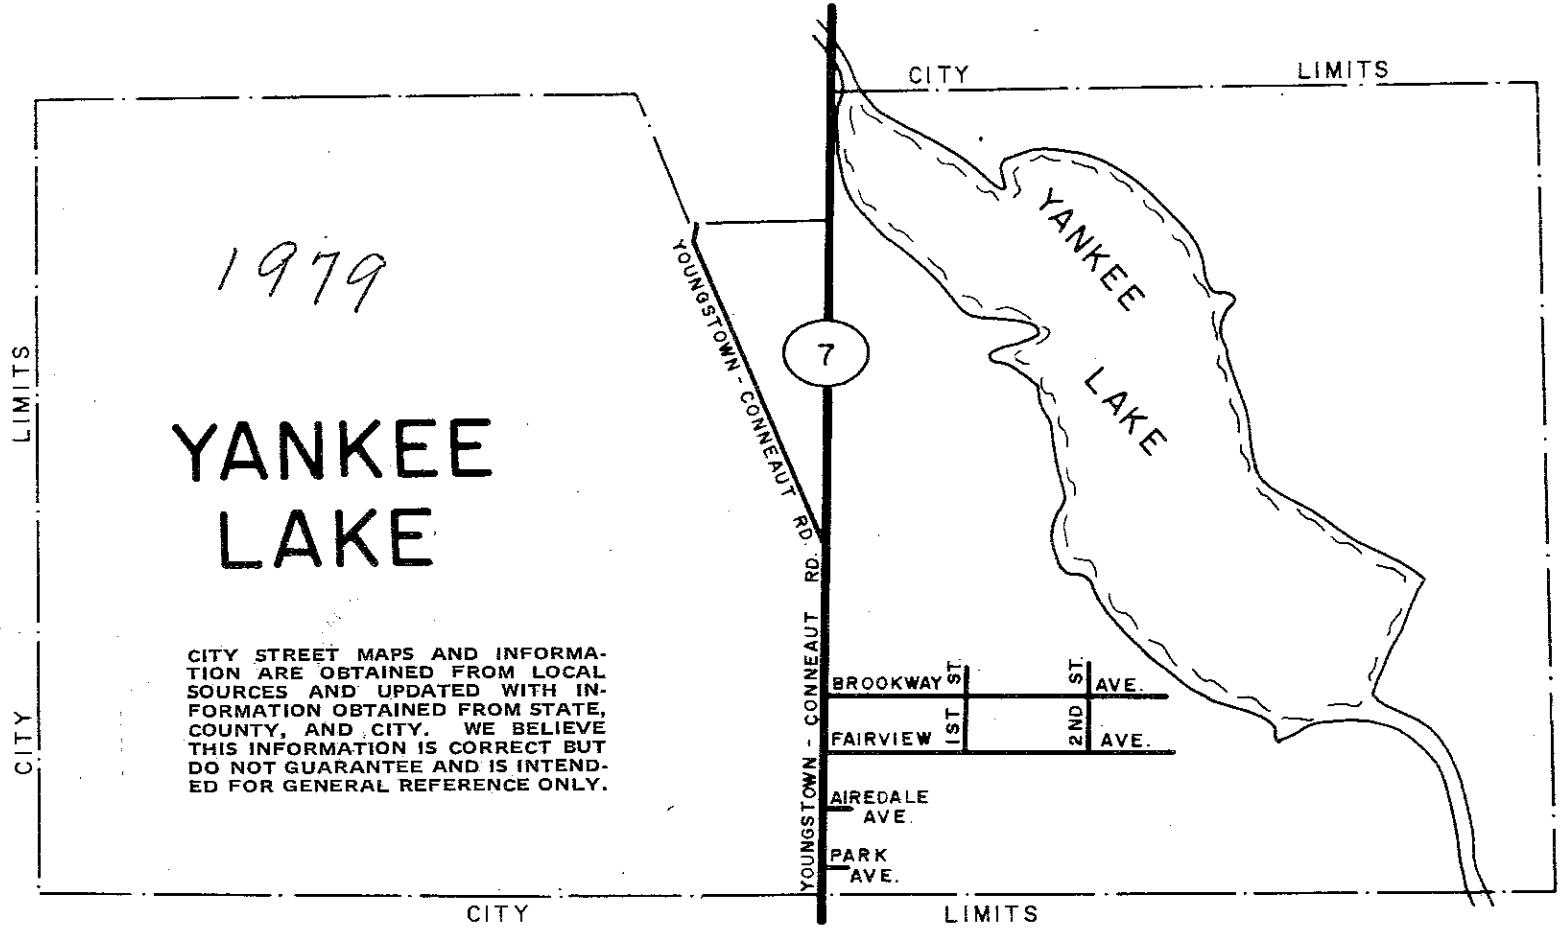 CITY LIMITS
1979
YOUNGSTOWN - CONNEAUT RD.
7
YANKEE
LAKE
CITY LIMITS
YANKEE
LAKE
CITY STREET MAPS AND INFORMA-
TION ARE OBTAINED FROM LOCAL
SOURCES AND UPDATED WITH IN-
FORMATION OBTAINED FROM STATE,
COUNTY, AND CITY. WE BELIEVE
THIS INFORMATION IS CORRECT BUT
DO NOT GUARANTEE AND IS INTEND-
ED FOR GENERAL REFERENCE ONLY.
YOUNGSTOWN - CONNEAUT RD.
BROOKWAY AVE.
1ST ST.
2ND ST.
FAIRVIEW AVE.
AIREDALE
AVE.
PARK
AVE.
CITY LIMITS